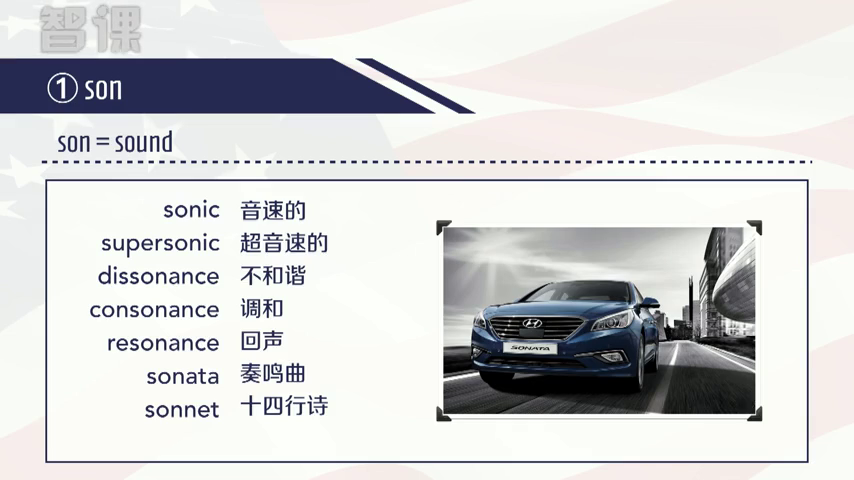 智课
① son
son = sound
sonic 音速的
supersonic 超音速的
dissonance 不和谐
consonance 调和
resonance 回声
sonata 奏鸣曲
sonnet 十四行诗
SONATA